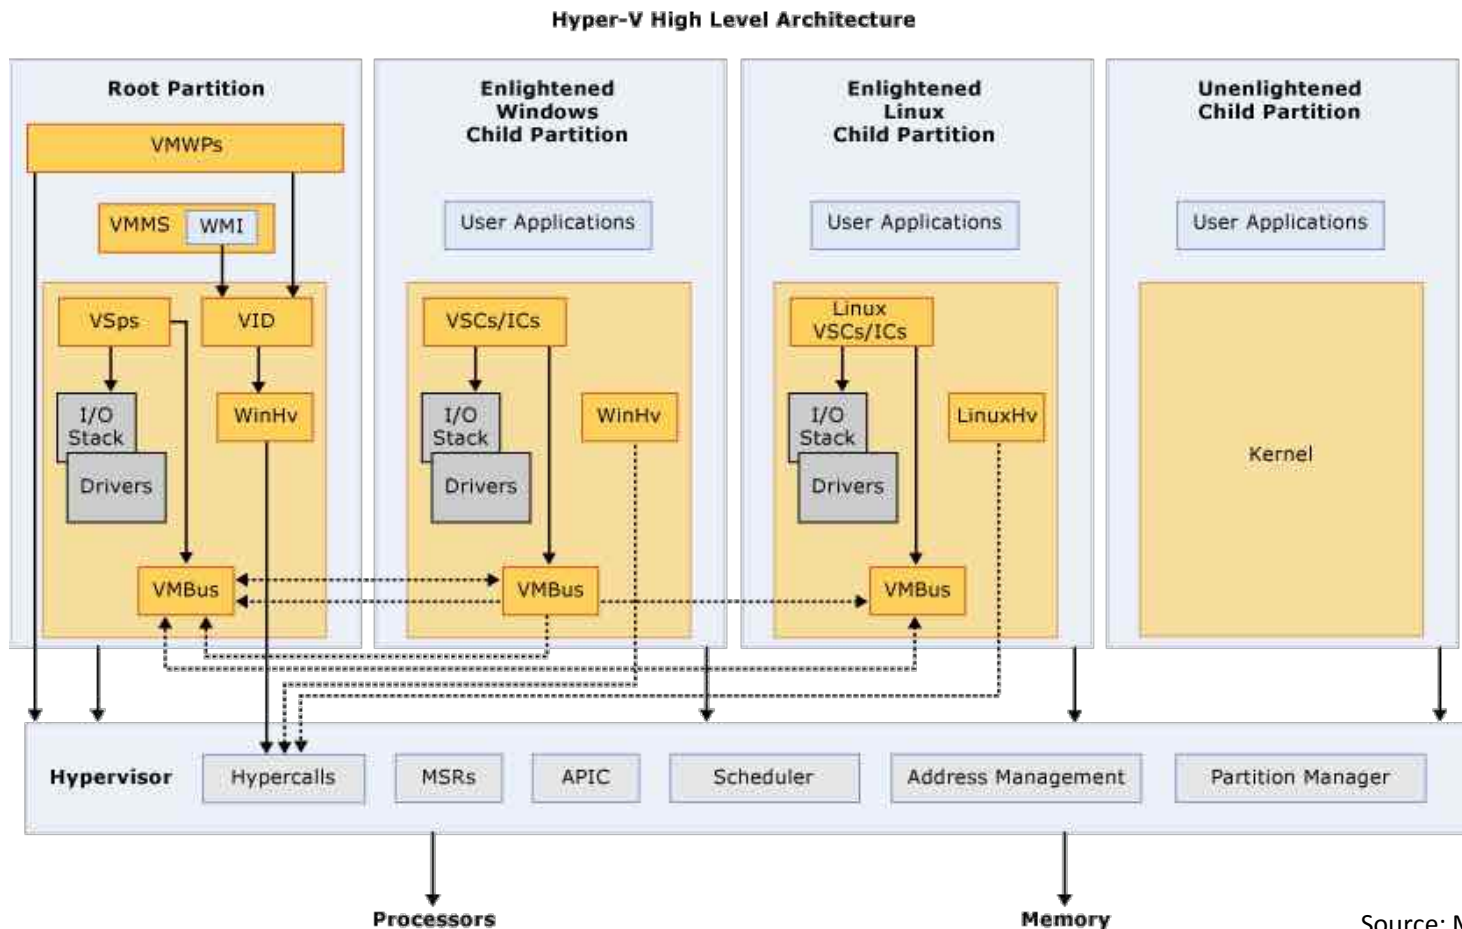 Hyper-V High Level Architecture
Root Partition
VMWPs
VMMS
WMI
VSps
VID
I/O
Stack
WinHv
Drivers
VMBus
Enlightened
Windows
Child Partition
User Applications
VSCs/ICs
I/O
Stack
WinHv
Drivers
VMBus
Enlightened
Linux
Child Partition
User Applications
Linux
VSCs/ICs
I/O
Stack
LinuxHv
Drivers
VMBus
Unenlightened
Child Partition
User Applications
Kernel
Hypervisor
Hypercalls
MSRs
APIC
Scheduler
Address Management
Partition Manager
Processors
Memory
Source: